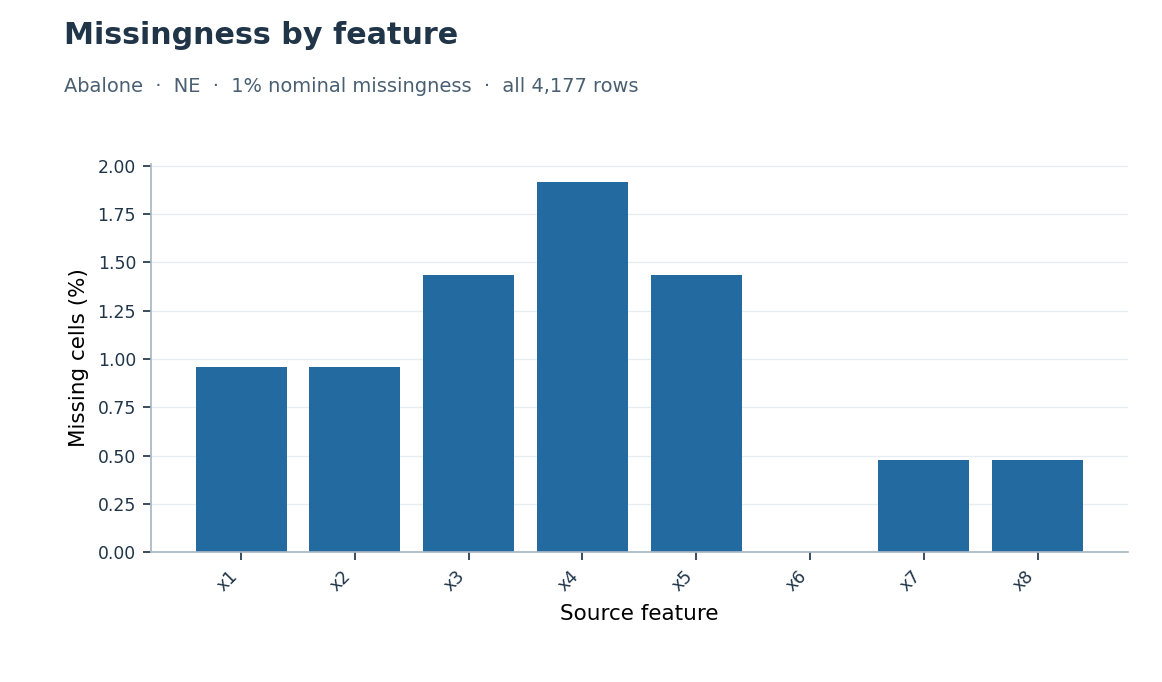 Missingness by feature
Abalone · NE · 1% nominal missingness · all 4,177 rows
2.00
1.75
1.50
1.25
1.00
0.75
0.50
0.25
0.00
Missing cells (%)
x1 x2 x3 x4 x5 x6 x7 x8
Source feature